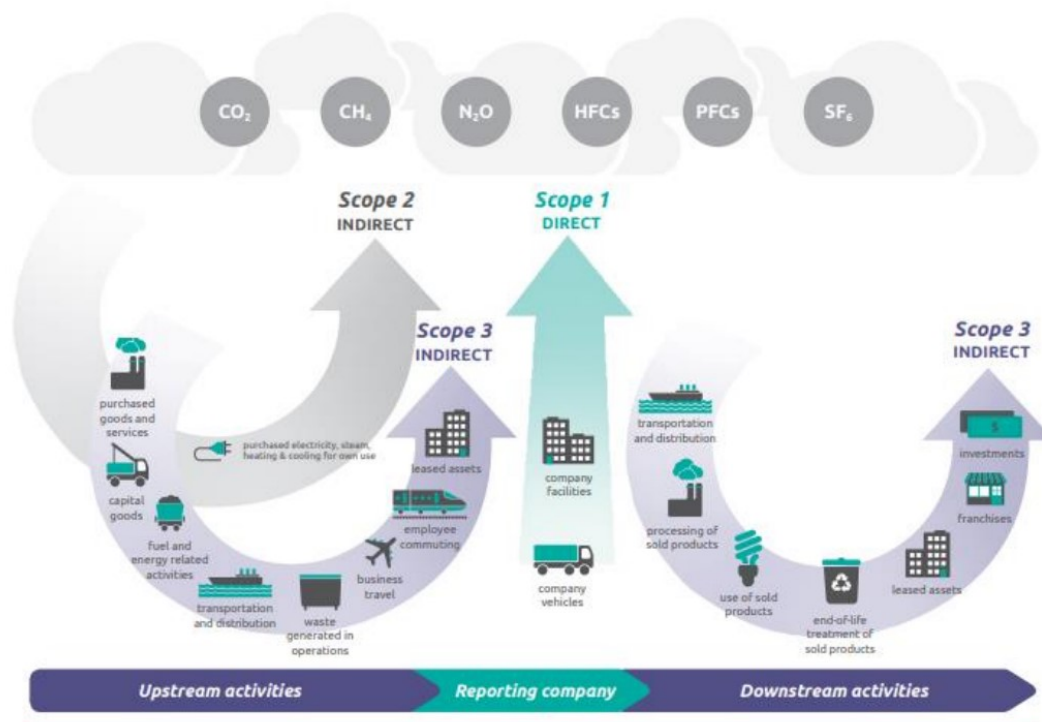 CO₂
CH₄
N₂O
HFCs
PFCs
SF₆
Scope 2
INDIRECT
Scope 1
DIRECT
Scope 3
INDIRECT
Scope 3
INDIRECT
purchased
goods and
services
capital
goods
fuel and
energy related
activities
transportation
and distribution
waste
generated in
operations
business
travel
employee
commuting
leased assets
purchased electricity, steam,
heating & cooling for own use
company
facilities
company
vehicles
transportation
and distribution
processing of
sold products
use of sold
products
end-of-life
treatment of
sold products
leased assets
franchises
$
investments
Upstream activities
Reporting company
Downstream activities